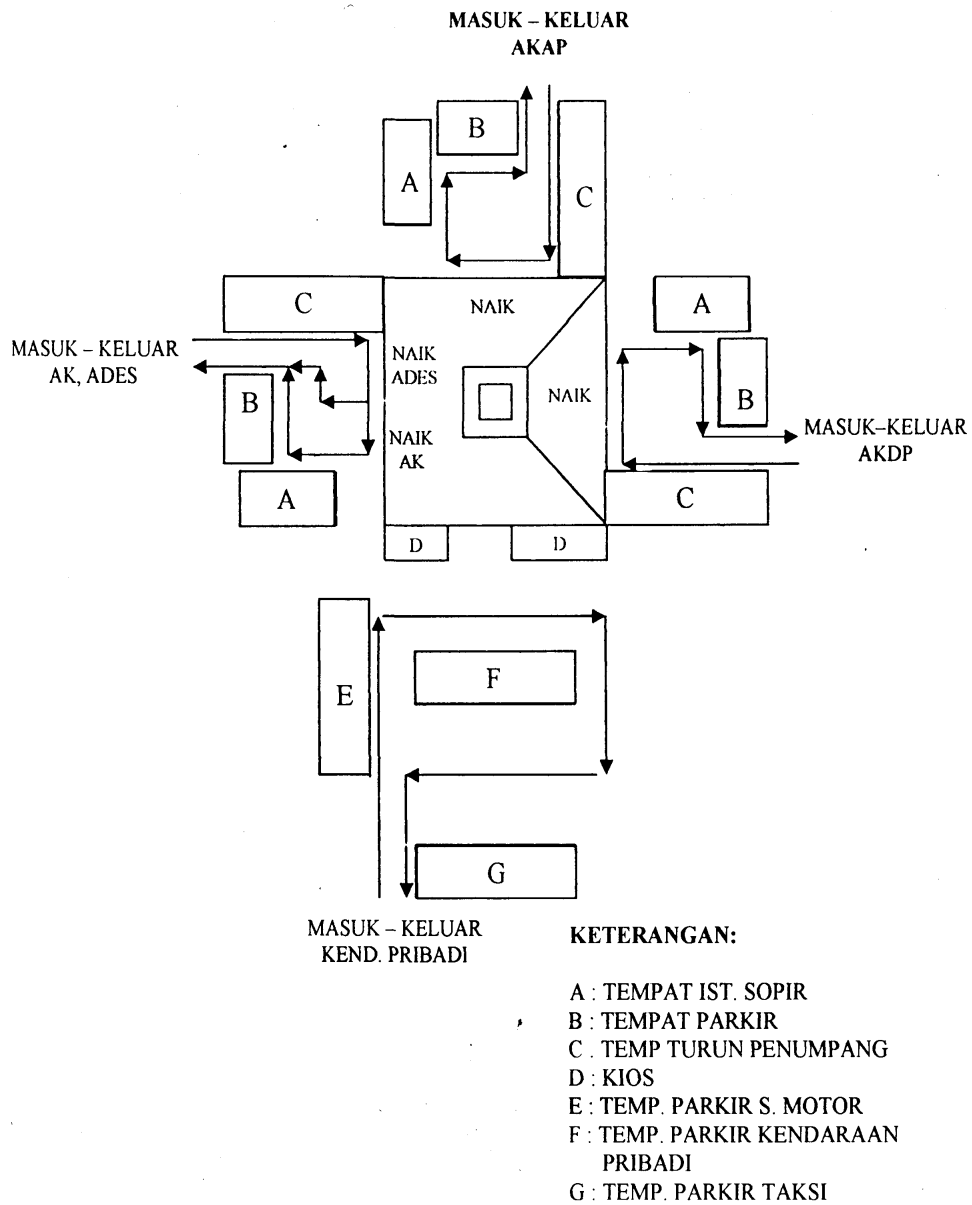 MASUK – KELUAR
AKAP
B
A
C
C
NAIK
A
MASUK – KELUAR
AK, ADES
NAIK
ADES
NAIK
B
B
NAIK
AK
MASUK–KELUAR
AKDP
A
C
D
D
E
F
G
MASUK – KELUAR
KEND. PRIBADI
KETERANGAN:
A : TEMPAT IST. SOPIR
B : TEMPAT PARKIR
C . TEMP TURUN PENUMPANG
D : KIOS
E : TEMP. PARKIR S. MOTOR
F : TEMP. PARKIR KENDARAAN
PRIBADI
G : TEMP. PARKIR TAKSI